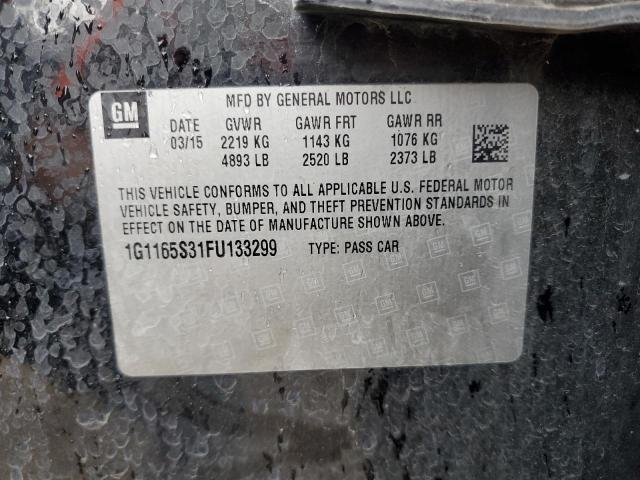 GM MFD BY GENERAL MOTORS LLC
DATE GVWR GAWR FRT GAWR RR
03/15 2219 KG 1143 KG 1076 KG
4893 LB 2520 LB 2373 LB
THIS VEHICLE CONFORMS TO ALL APPLICABLE U.S. FEDERAL MOTOR
VEHICLE SAFETY, BUMPER, AND THEFT PREVENTION STANDARDS IN
EFFECT ON THE DATE OF MANUFACTURE SHOWN ABOVE.
1G1165S31FU133299 TYPE: PASS CAR